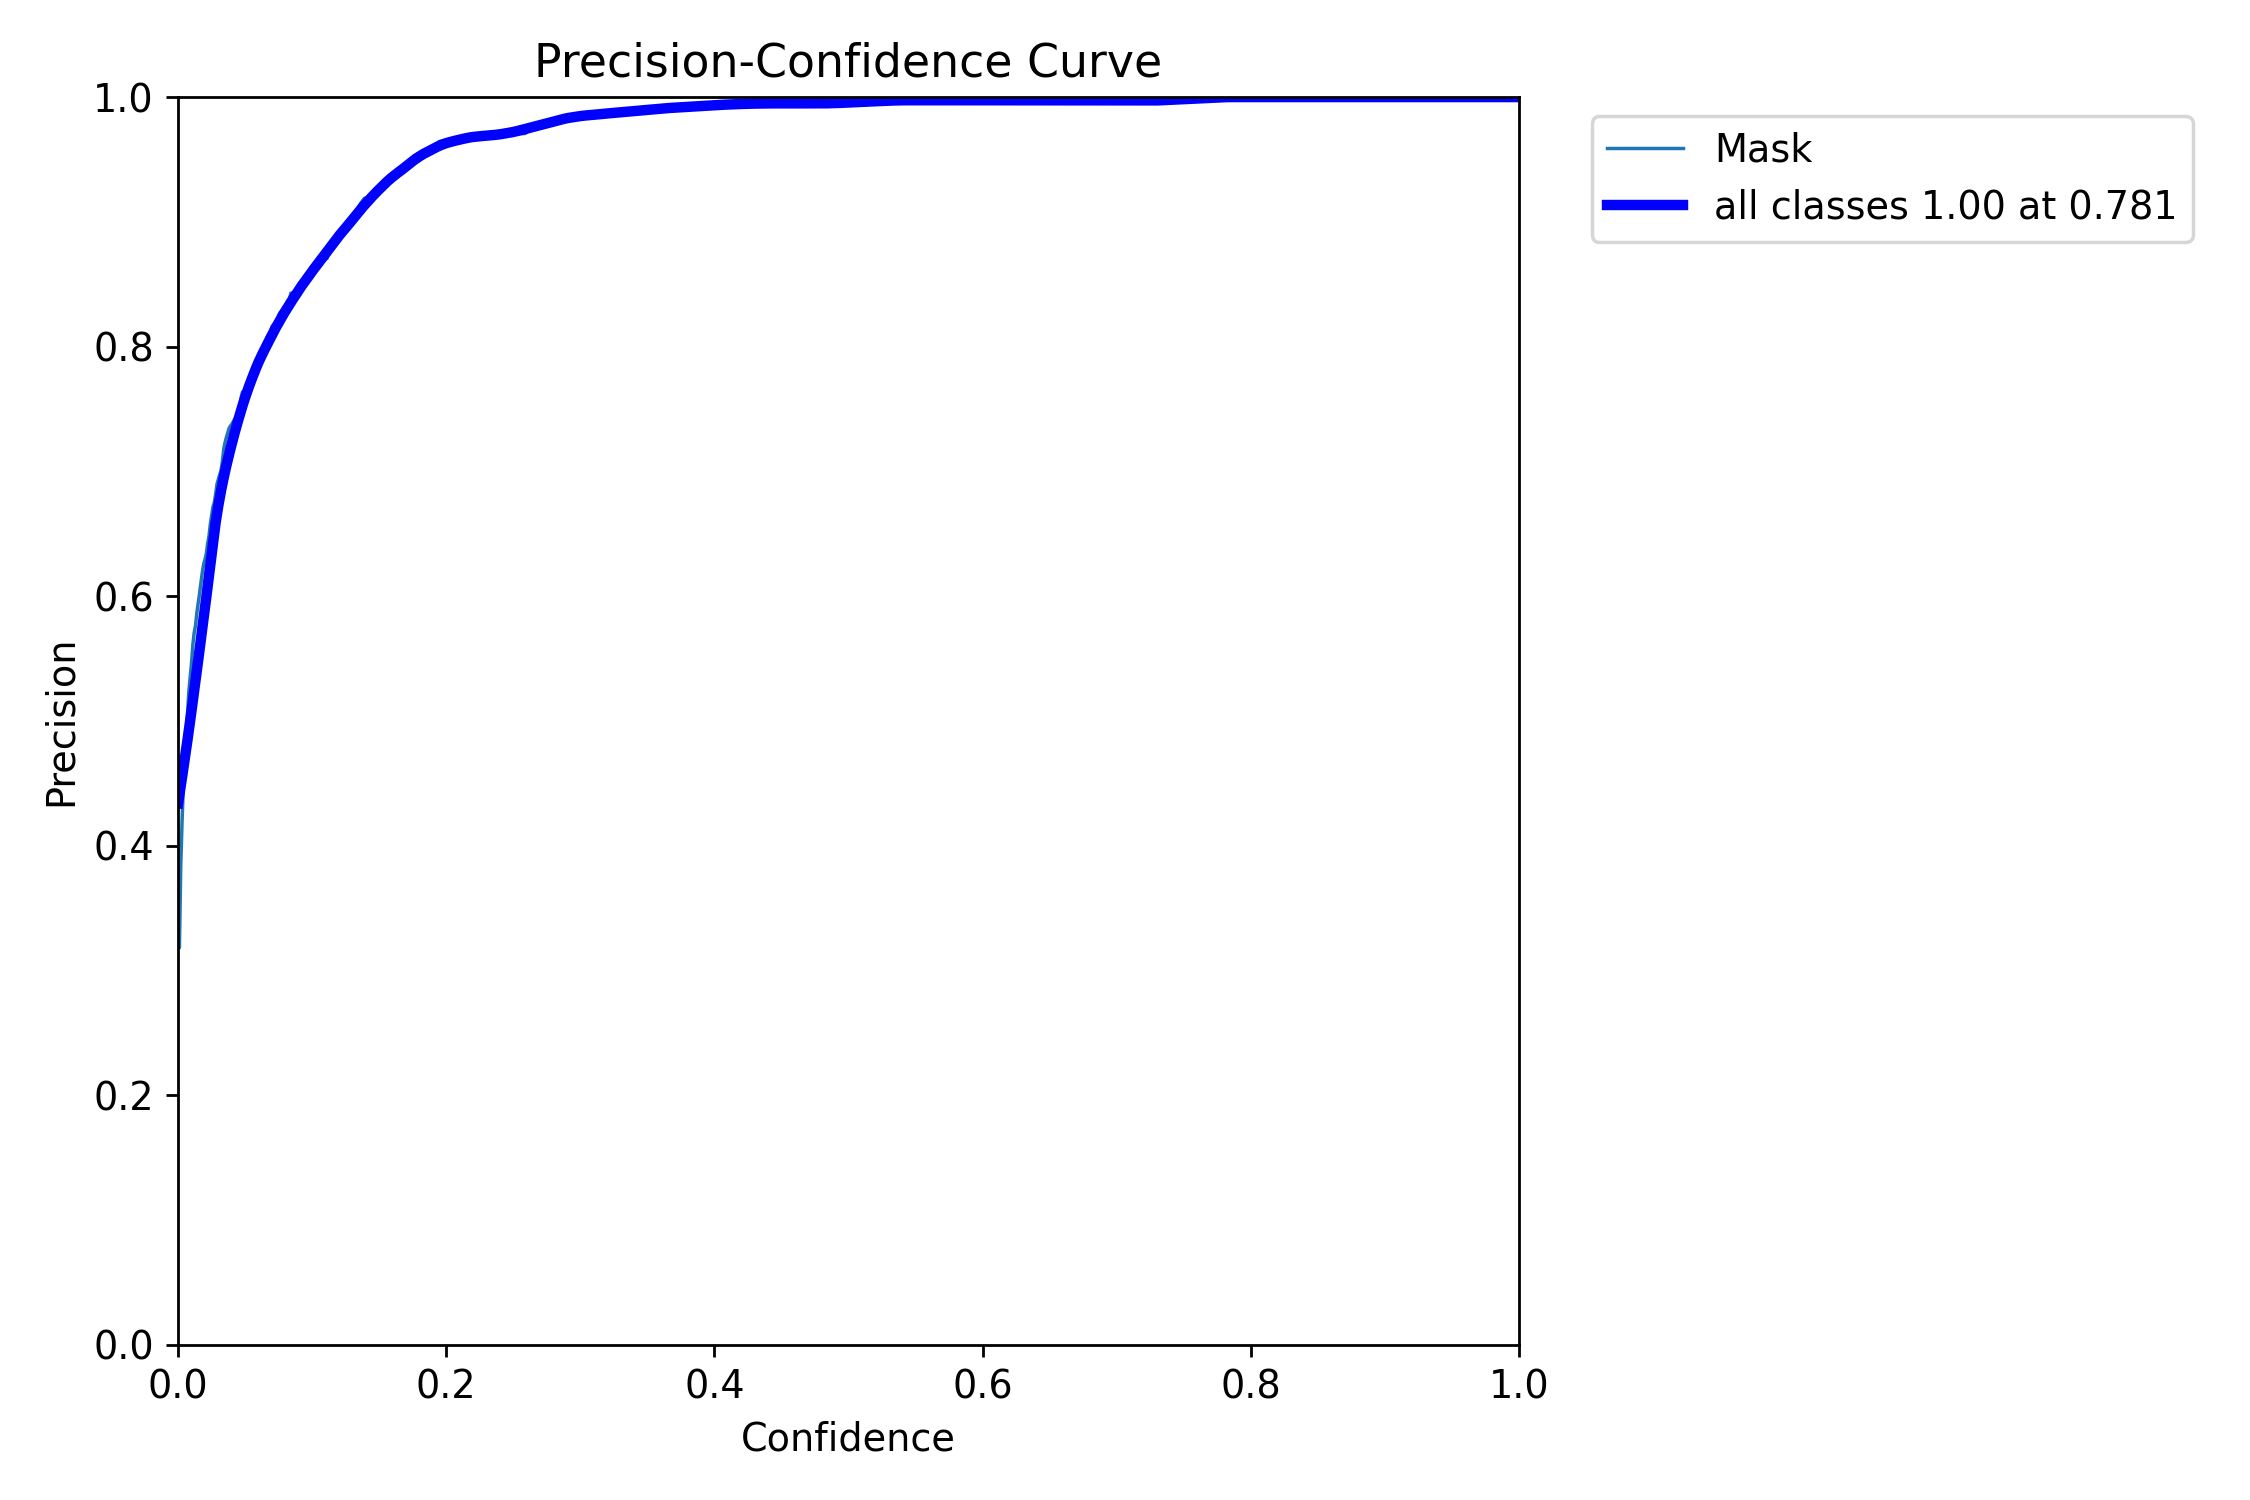 Precision-Confidence Curve
1.0
0.8
0.6
0.4
0.2
0.0
Precision
0.0 0.2 0.4 0.6 0.8 1.0
Confidence
Mask
all classes 1.00 at 0.781